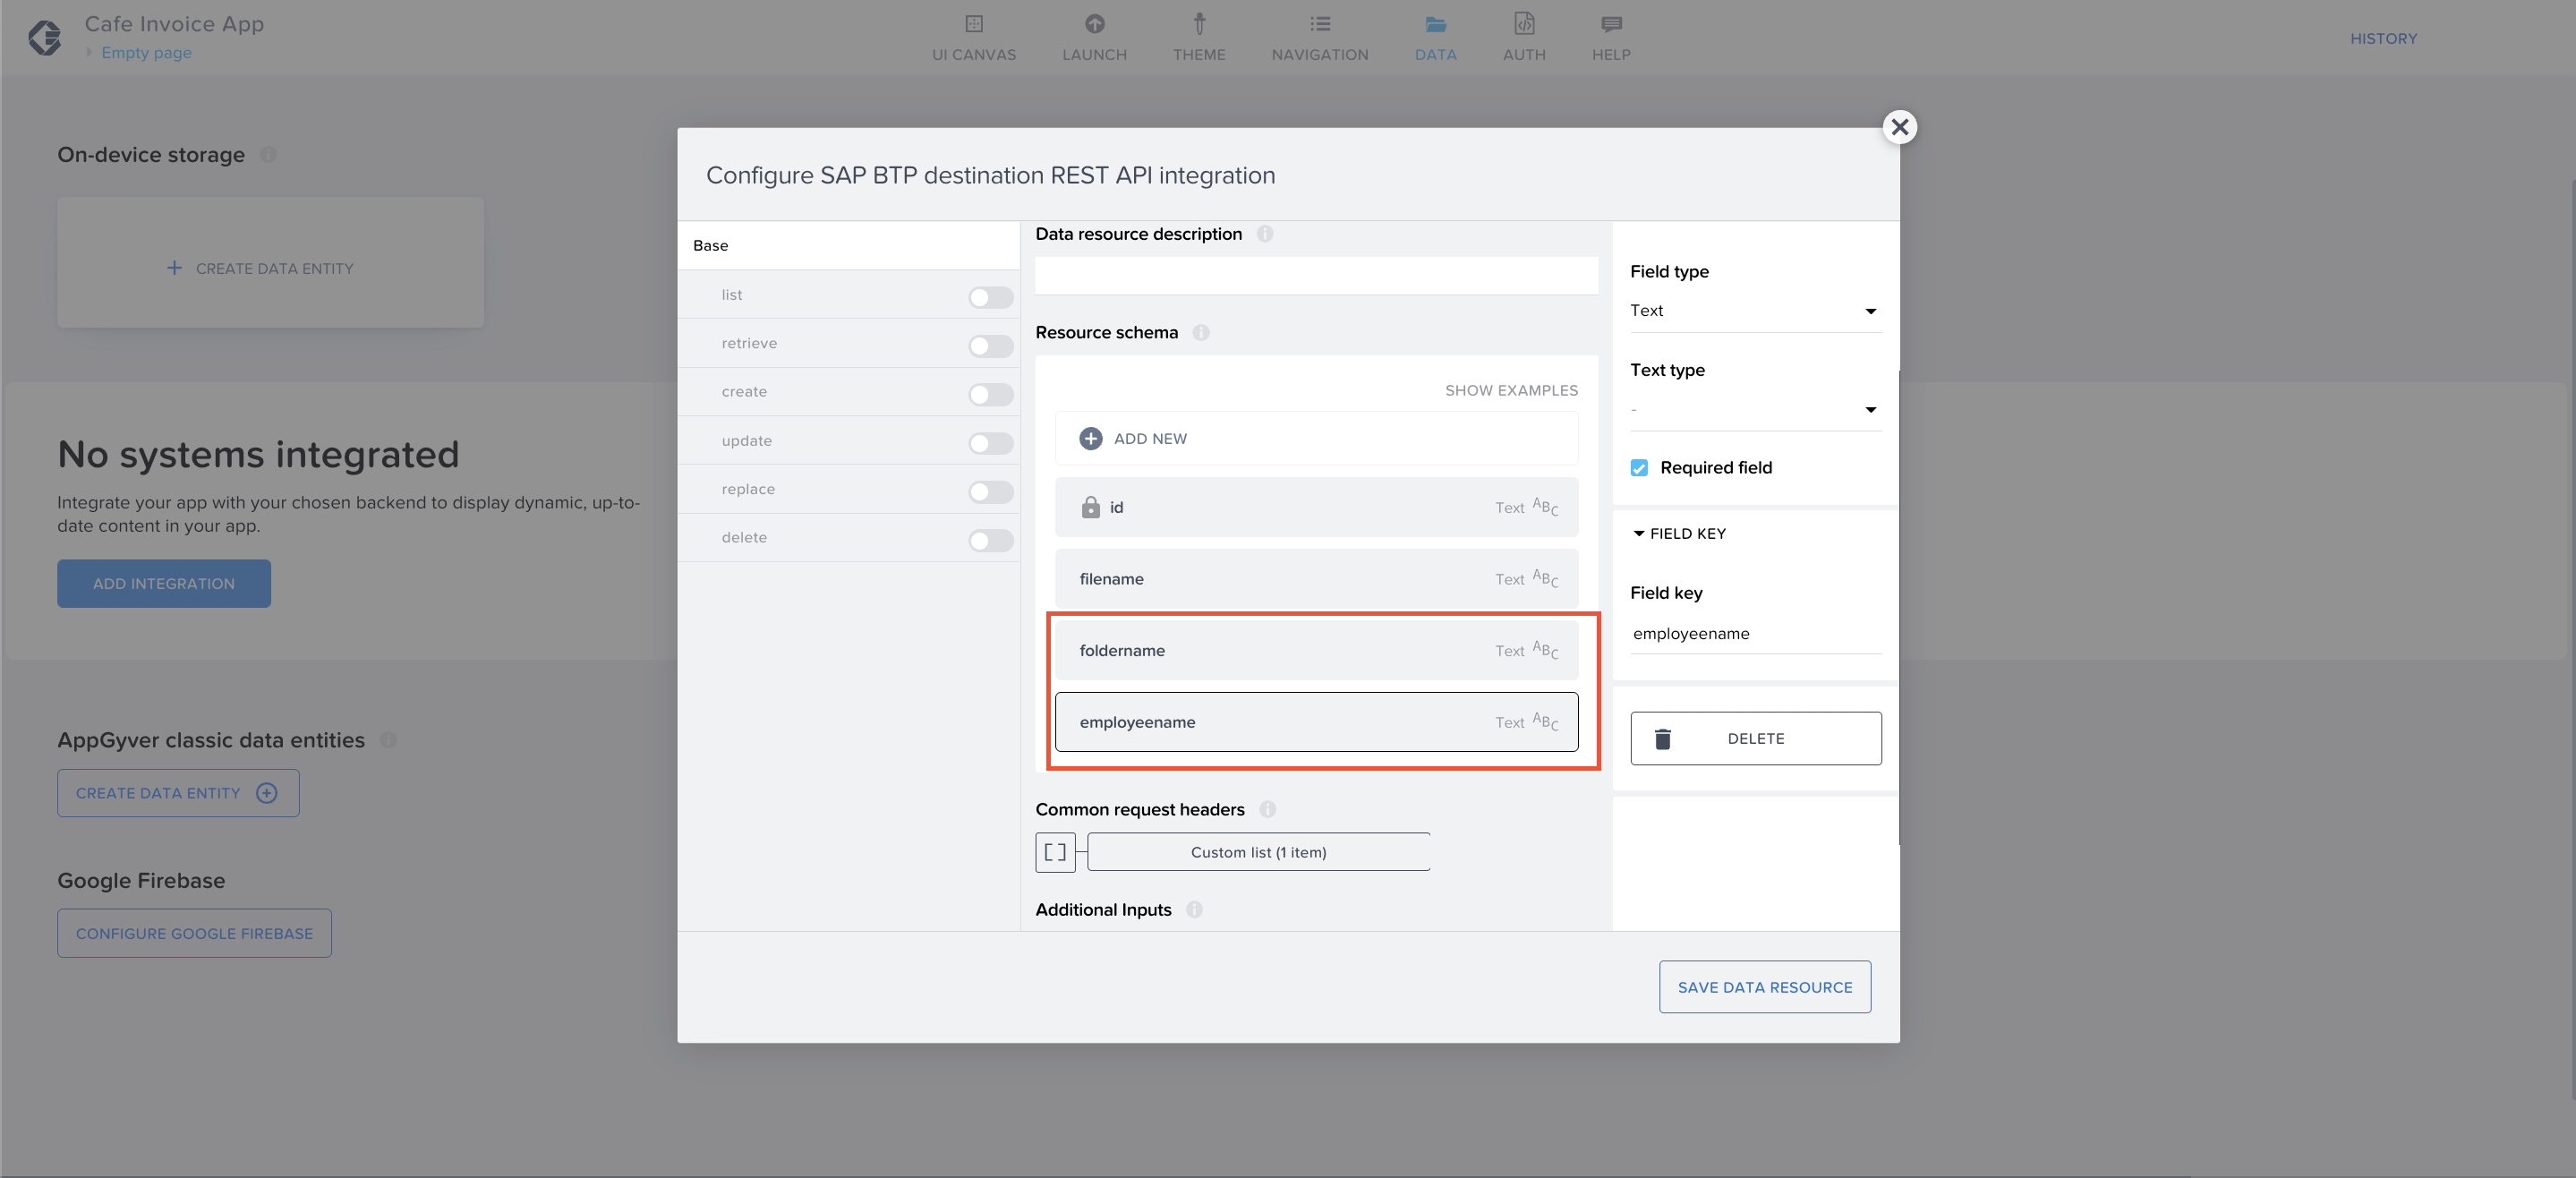 Cafe Invoice App
Empty page
UI CANVAS
LAUNCH
THEME
NAVIGATION
DATA
AUTH
HELP
HISTORY
On-device storage
CREATE DATA ENTITY
No systems integrated
Integrate your app with your chosen backend to display dynamic, up-to-
date content in your app.
ADD INTEGRATION
AppGyver classic data entities
CREATE DATA ENTITY
Google Firebase
CONFIGURE GOOGLE FIREBASE
Configure SAP BTP destination REST API integration
Base
list
retrieve
create
update
replace
delete
Data resource description
Resource schema
SHOW EXAMPLES
ADD NEW
id Text ABC
filename Text ABC
foldername Text ABC
employeename Text ABC
Common request headers
[ ] Custom list (1 item)
Additional Inputs
Field type
Text
Text type
-
Required field
FIELD KEY
Field key
employeename
DELETE
SAVE DATA RESOURCE